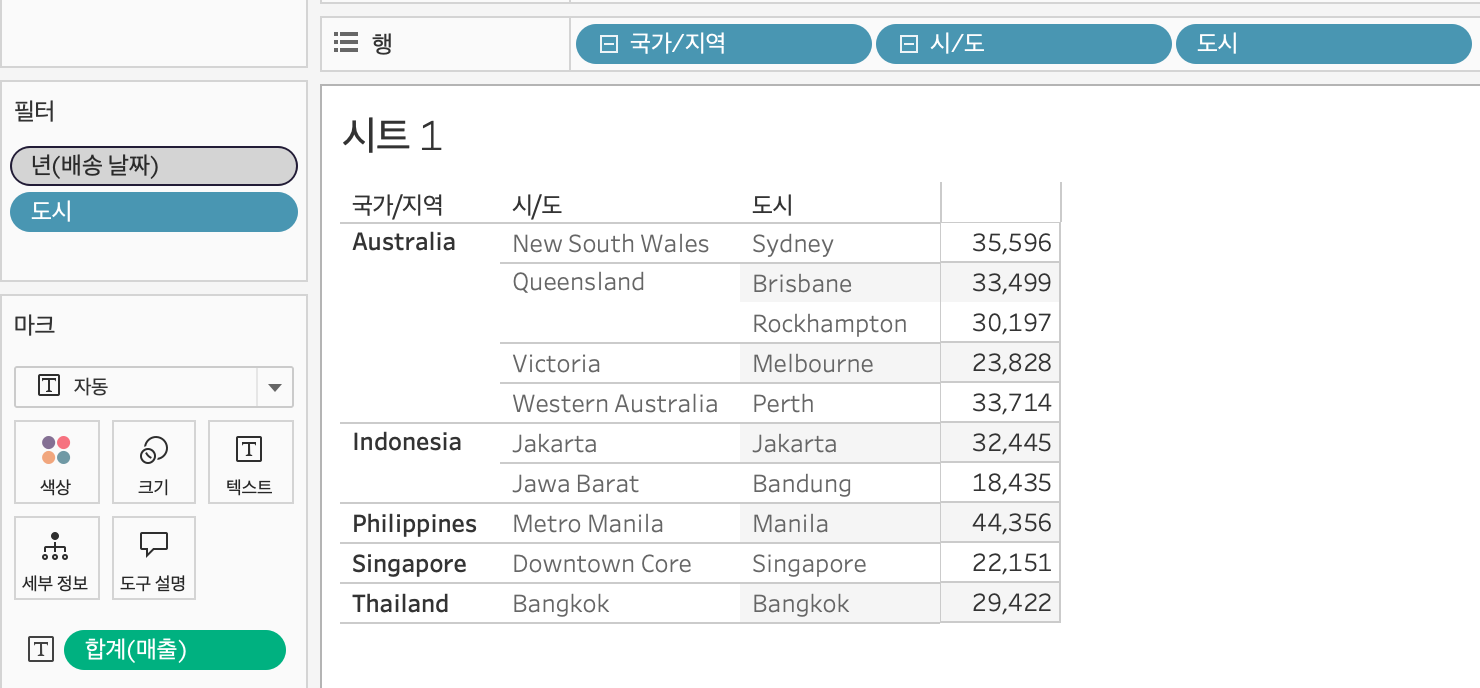 행 국가/지역 시/도 도시
필터
년(배송 날짜)
도시
마크
자동
색상 크기 텍스트
세부 정보 도구 설명
합계(매출)
시트 1
국가/지역 시/도 도시
Australia New South Wales Sydney 35,596
Queensland Brisbane 33,499
Rockhampton 30,197
Victoria Melbourne 23,828
Western Australia Perth 33,714
Indonesia Jakarta Jakarta 32,445
Jawa Barat Bandung 18,435
Philippines Metro Manila Manila 44,356
Singapore Downtown Core Singapore 22,151
Thailand Bangkok Bangkok 29,422